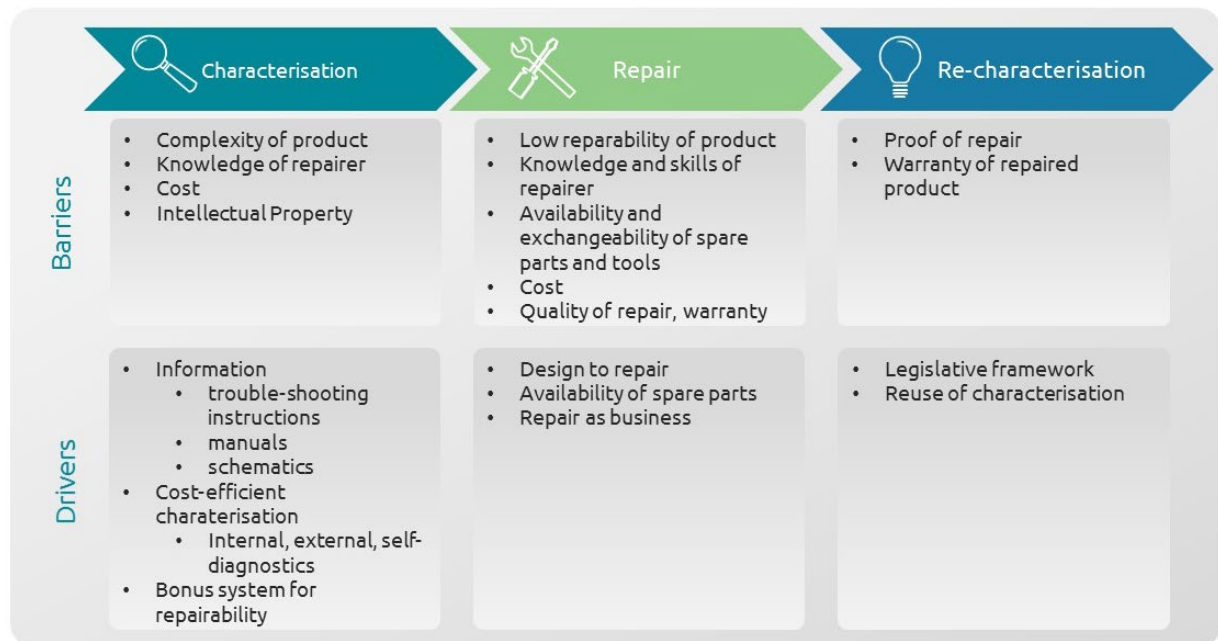 Characterisation
Repair
Re-characterisation
Barriers
• Complexity of product
• Knowledge of repairer
• Cost
• Intellectual Property
• Low reparability of product
• Knowledge and skills of
repairer
• Availability and
exchangeability of spare
parts and tools
• Cost
• Quality of repair, warranty
• Proof of repair
• Warranty of repaired
product
Drivers
• Information
• trouble-shooting
instructions
• manuals
• schematics
• Cost-efficient
charaterisation
• Internal, external, self-
diagnostics
• Bonus system for
repairability
• Design to repair
• Availability of spare parts
• Repair as business
• Legislative framework
• Reuse of characterisation